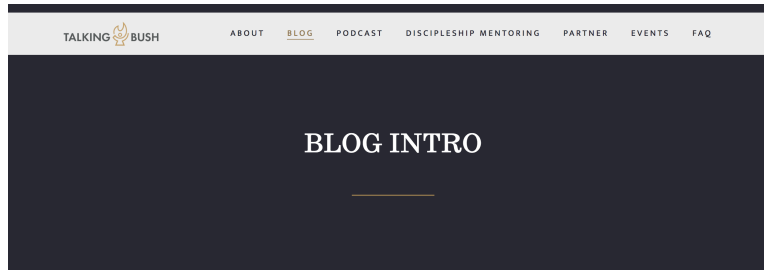 TALKING BUSH ABOUT BLOG PODCAST DISCIPLESHIP MENTORING PARTNER EVENTS FAQ
BLOG INTRO